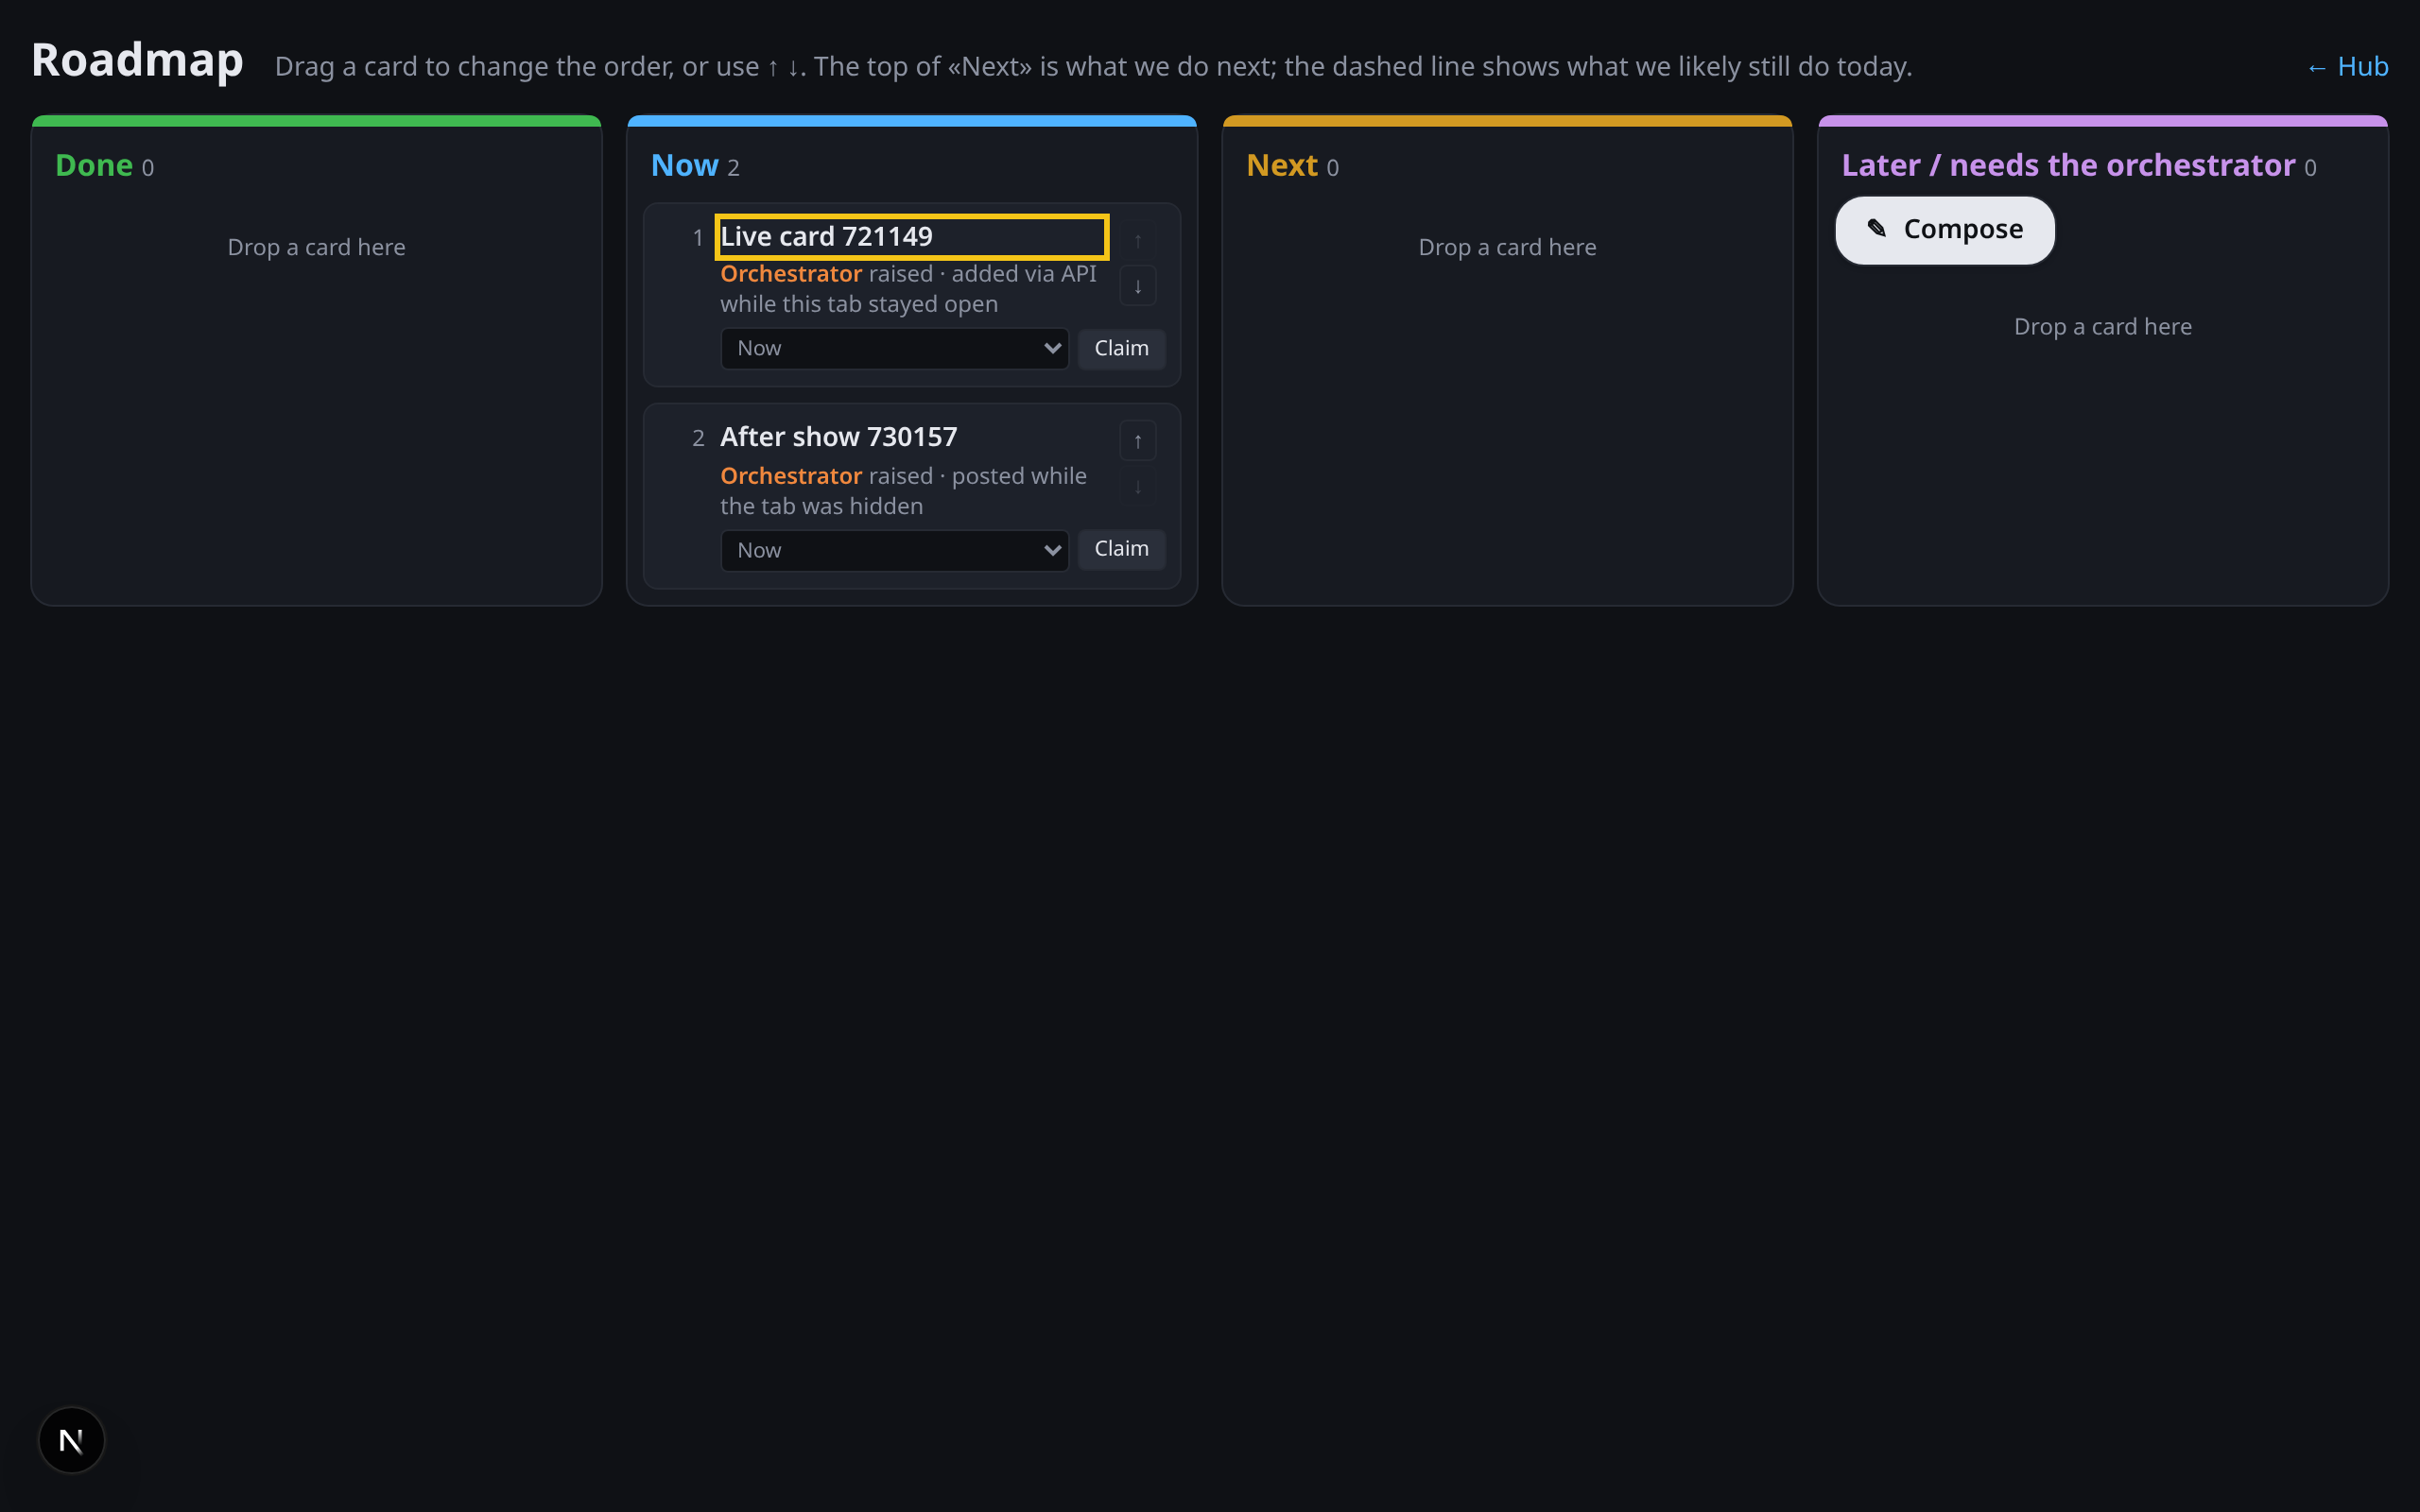 Roadmap Drag a card to change the order, or use ↑ ↓. The top of «Next» is what we do next; the dashed line shows what we likely still do today. ← Hub
Done 0
Drop a card here
Now 2
1 Live card 721149 ↑
Orchestrator raised · added via API ↓
while this tab stayed open
Now Claim
2 After show 730157 ↑
Orchestrator raised · posted while ↓
the tab was hidden
Now Claim
Next 0
Drop a card here
Later / needs the orchestrator 0
✎ Compose
Drop a card here
N